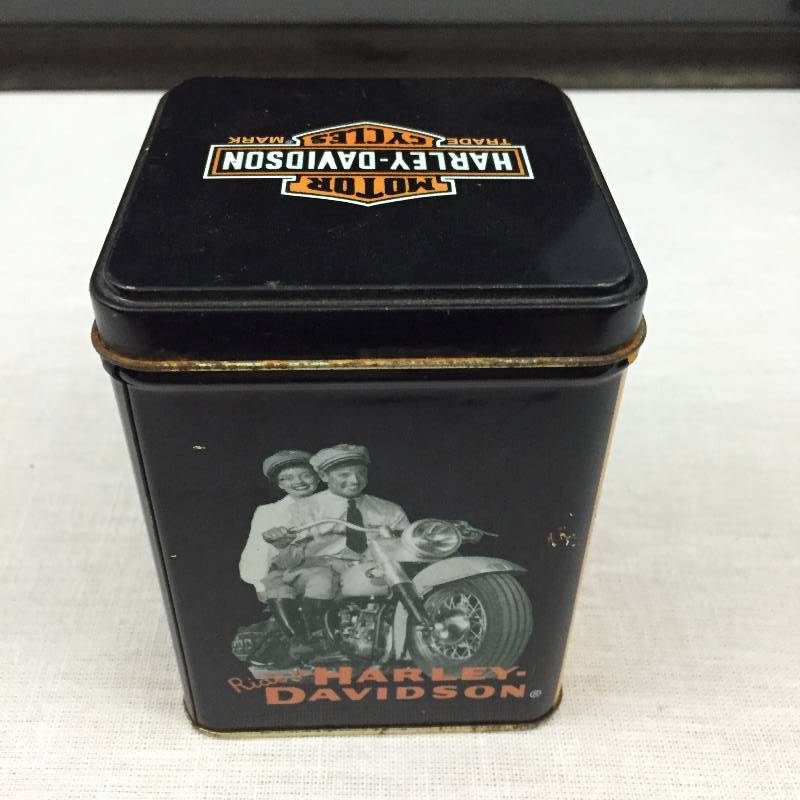 MOTOR
HARLEY-DAVIDSON
TRADE CYCLES MARK®
Ride a HARLEY-
DAVIDSON®